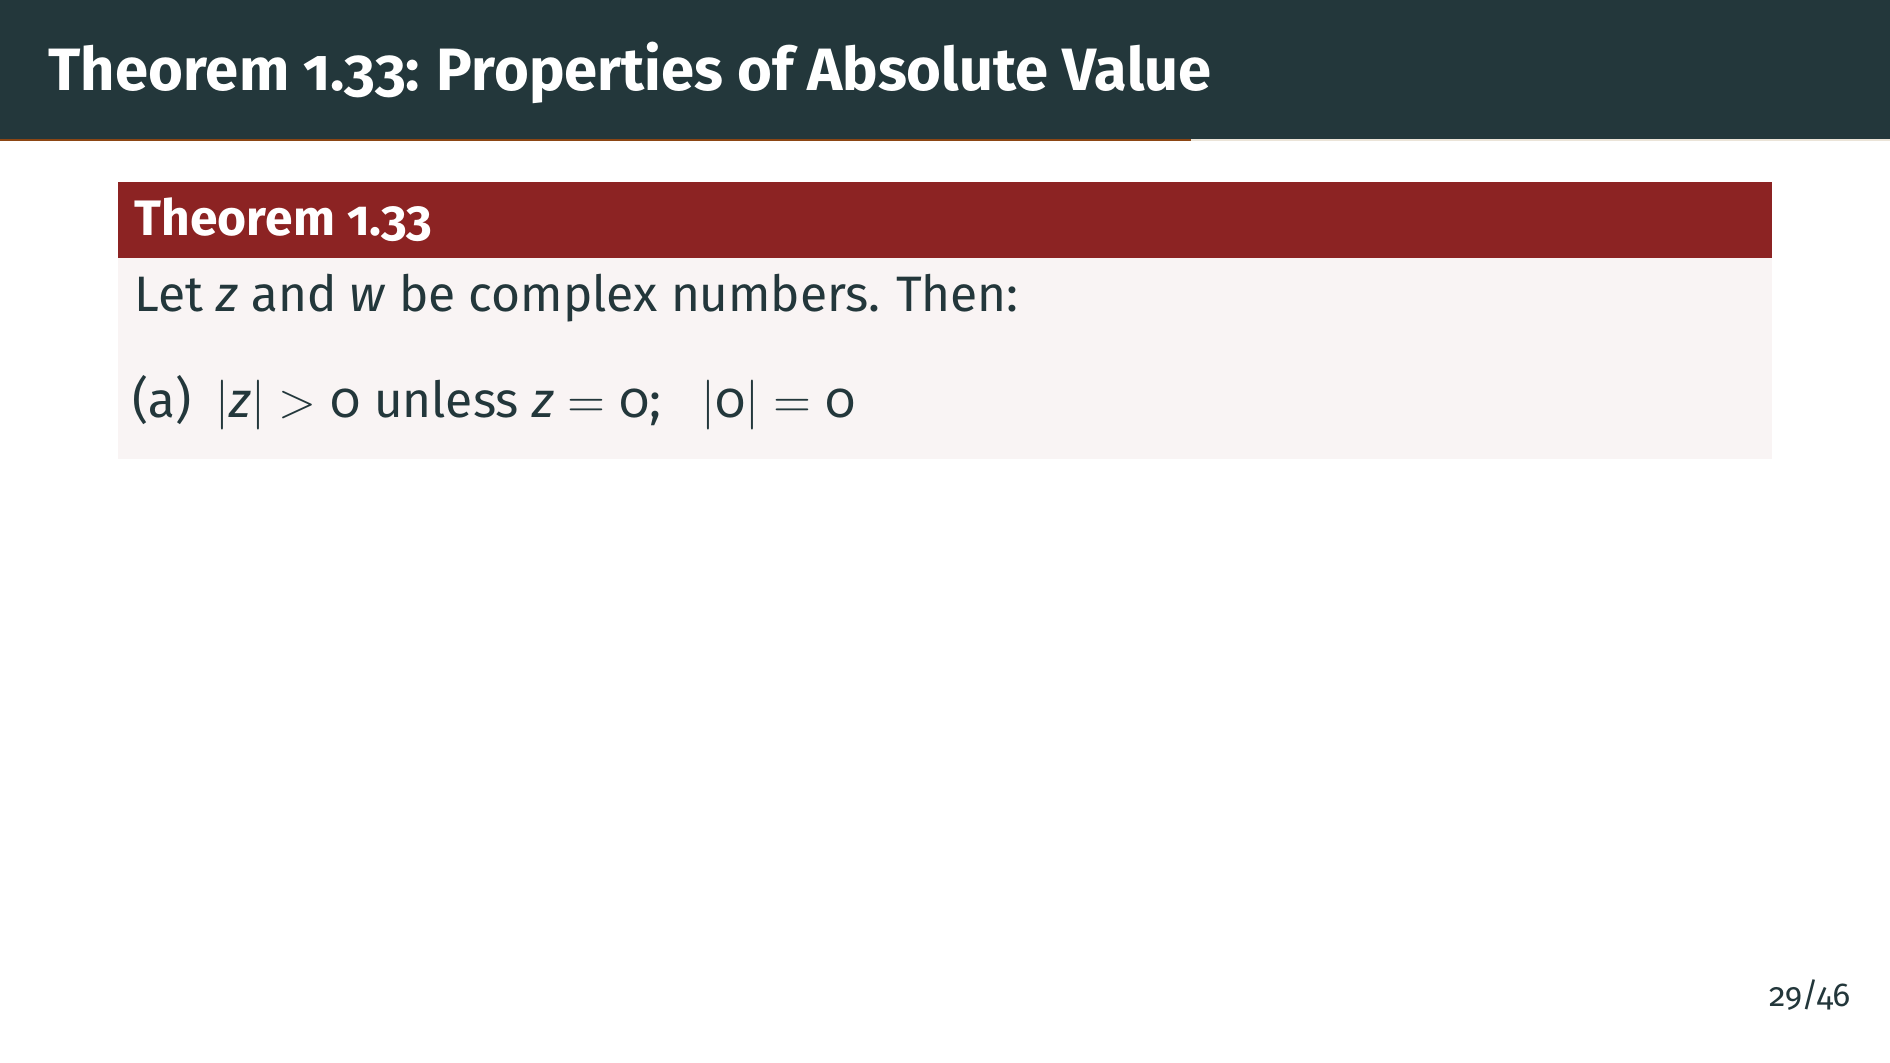 Theorem 1.33: Properties of Absolute Value
Theorem 1.33
Let z and w be complex numbers. Then:
(a) |z| > 0 unless z = 0; |0| = 0
29/46